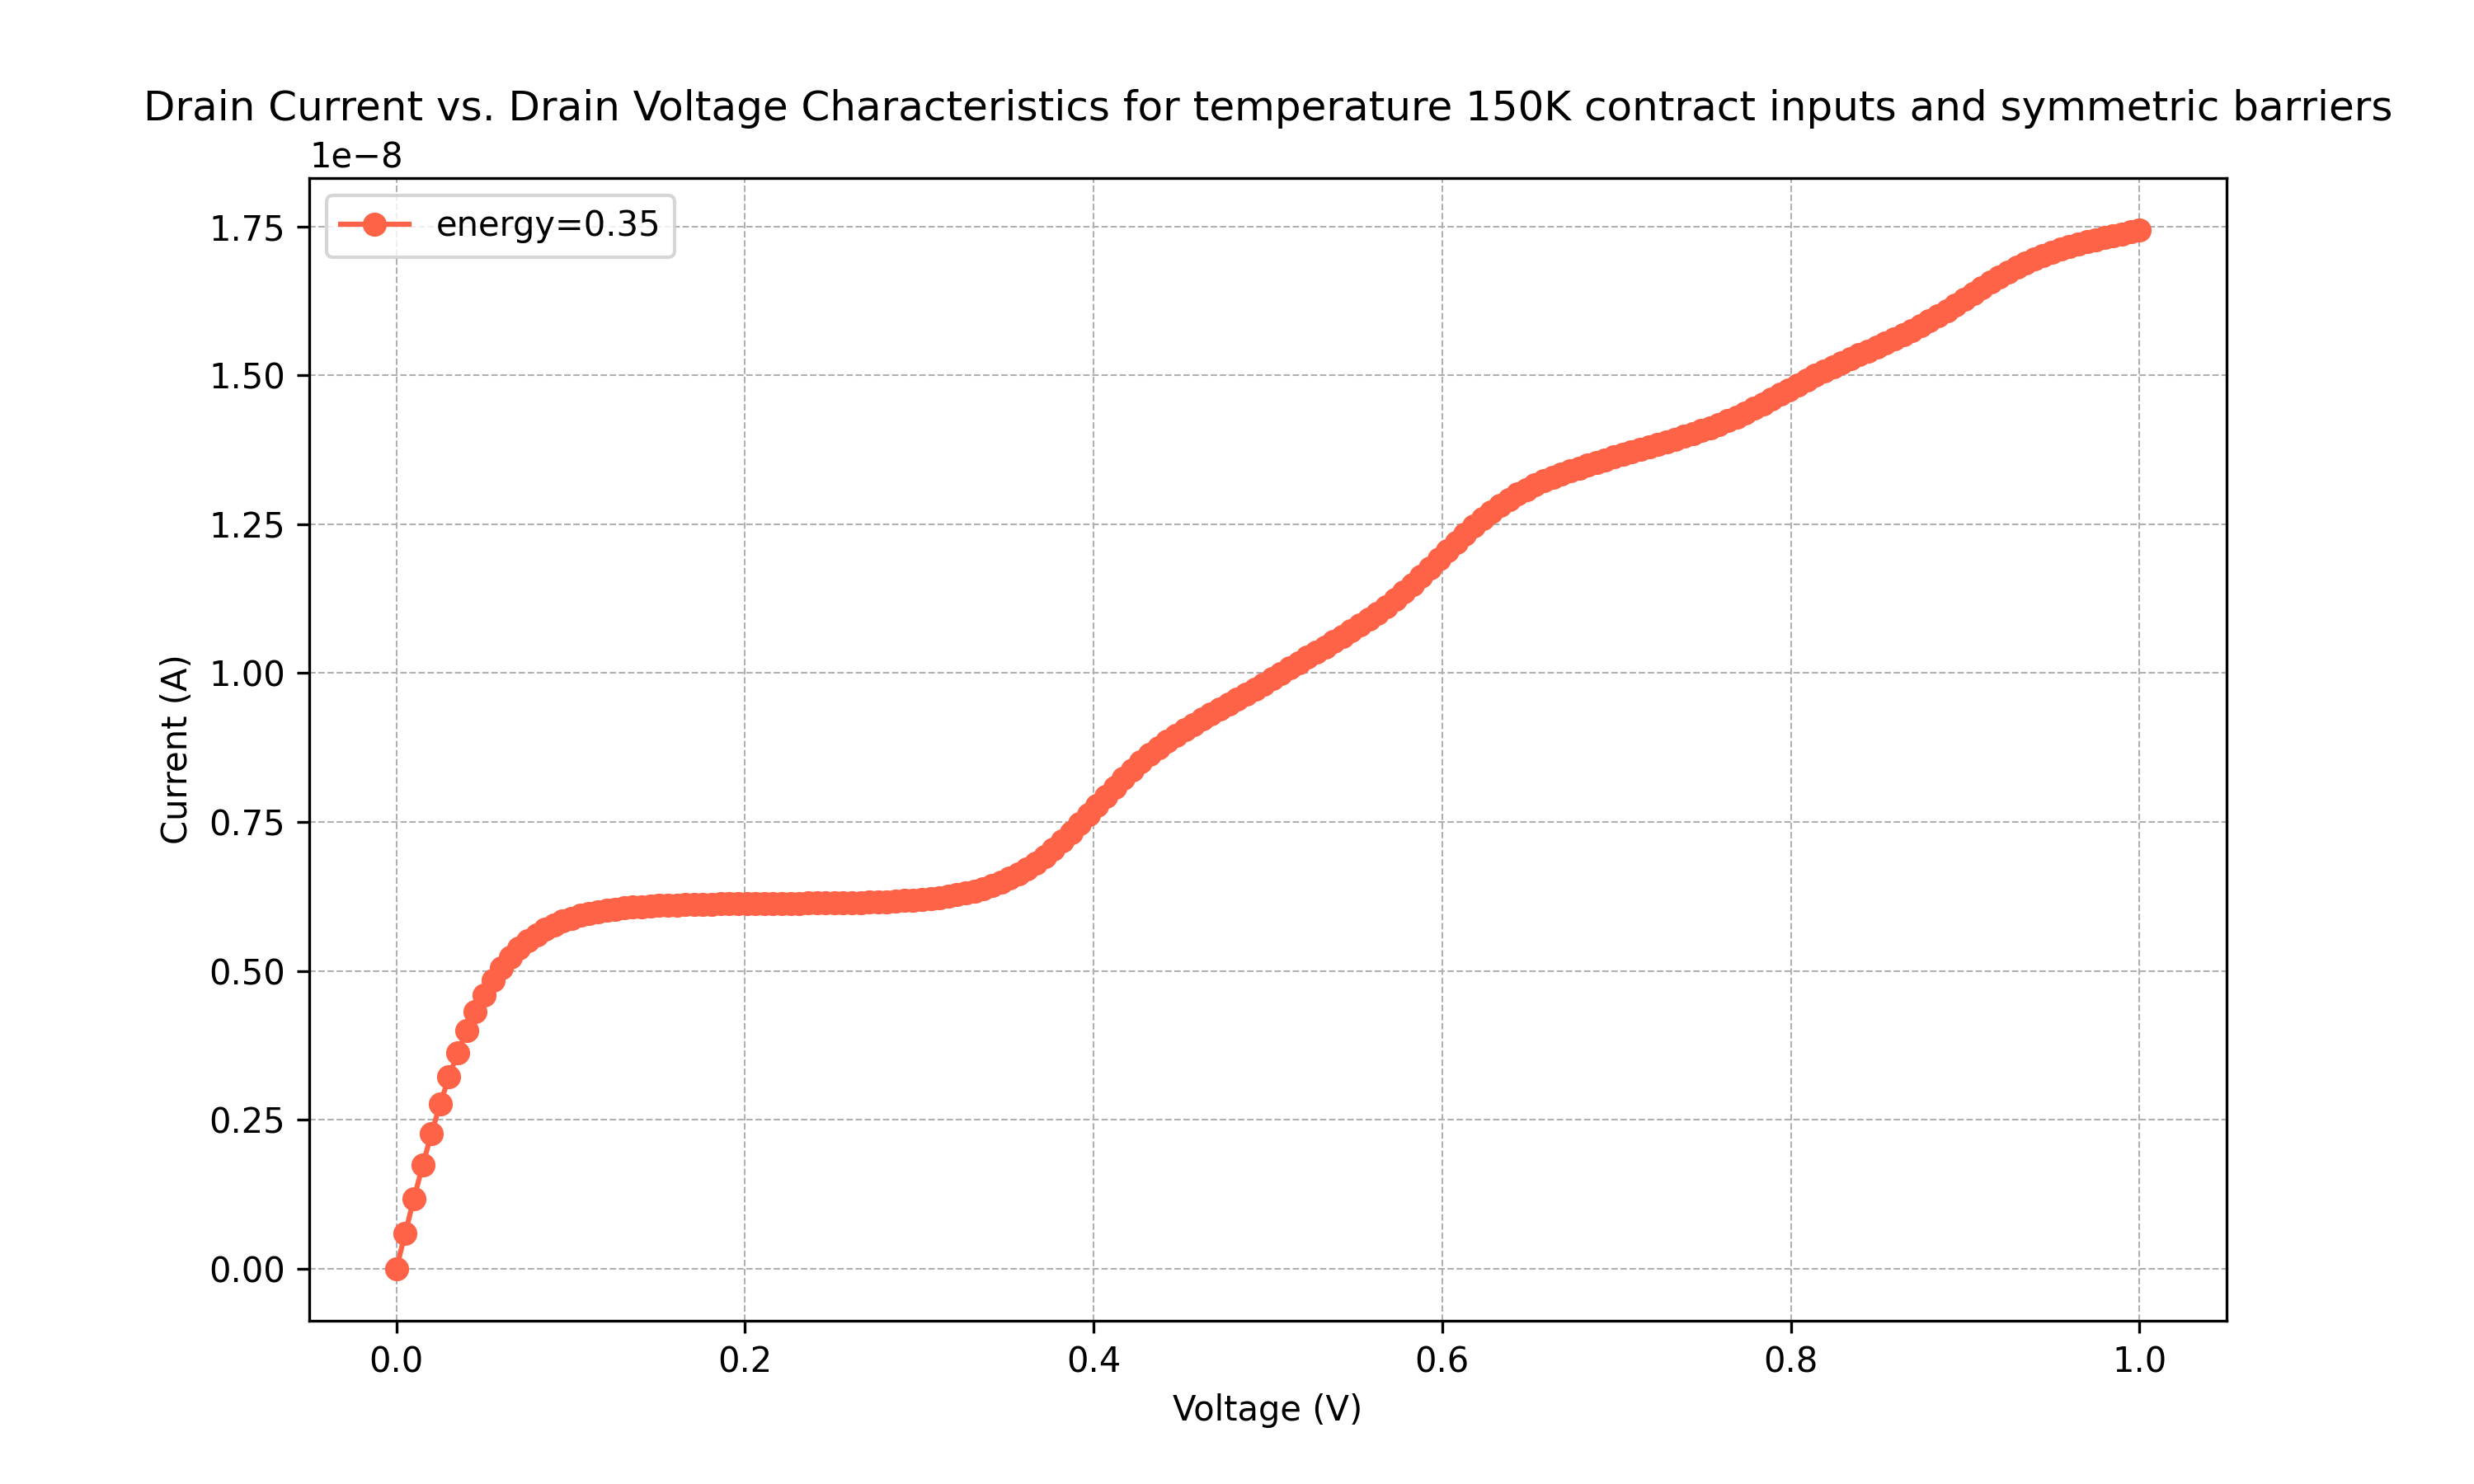 Drain Current vs. Drain Voltage Characteristics for temperature 150K contract inputs and symmetric barriers
1e−8
energy=0.35
1.75
1.50
1.25
1.00
0.75
0.50
0.25
0.00
Current (A)
0.0 0.2 0.4 0.6 0.8 1.0
Voltage (V)